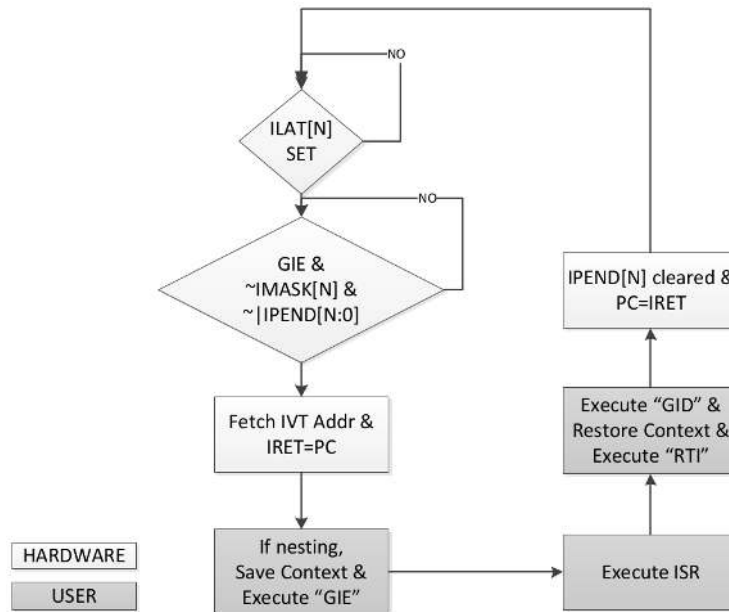 NO
ILAT[N]
SET
NO
GIE &
~IMASK[N] &
~|IPEND[N:0]
IPEND[N] cleared &
PC=IRET
Fetch IVT Addr &
IRET=PC
Execute “GID” &
Restore Context &
Execute “RTI”
HARDWARE
USER
If nesting,
Save Context &
Execute “GIE”
Execute ISR